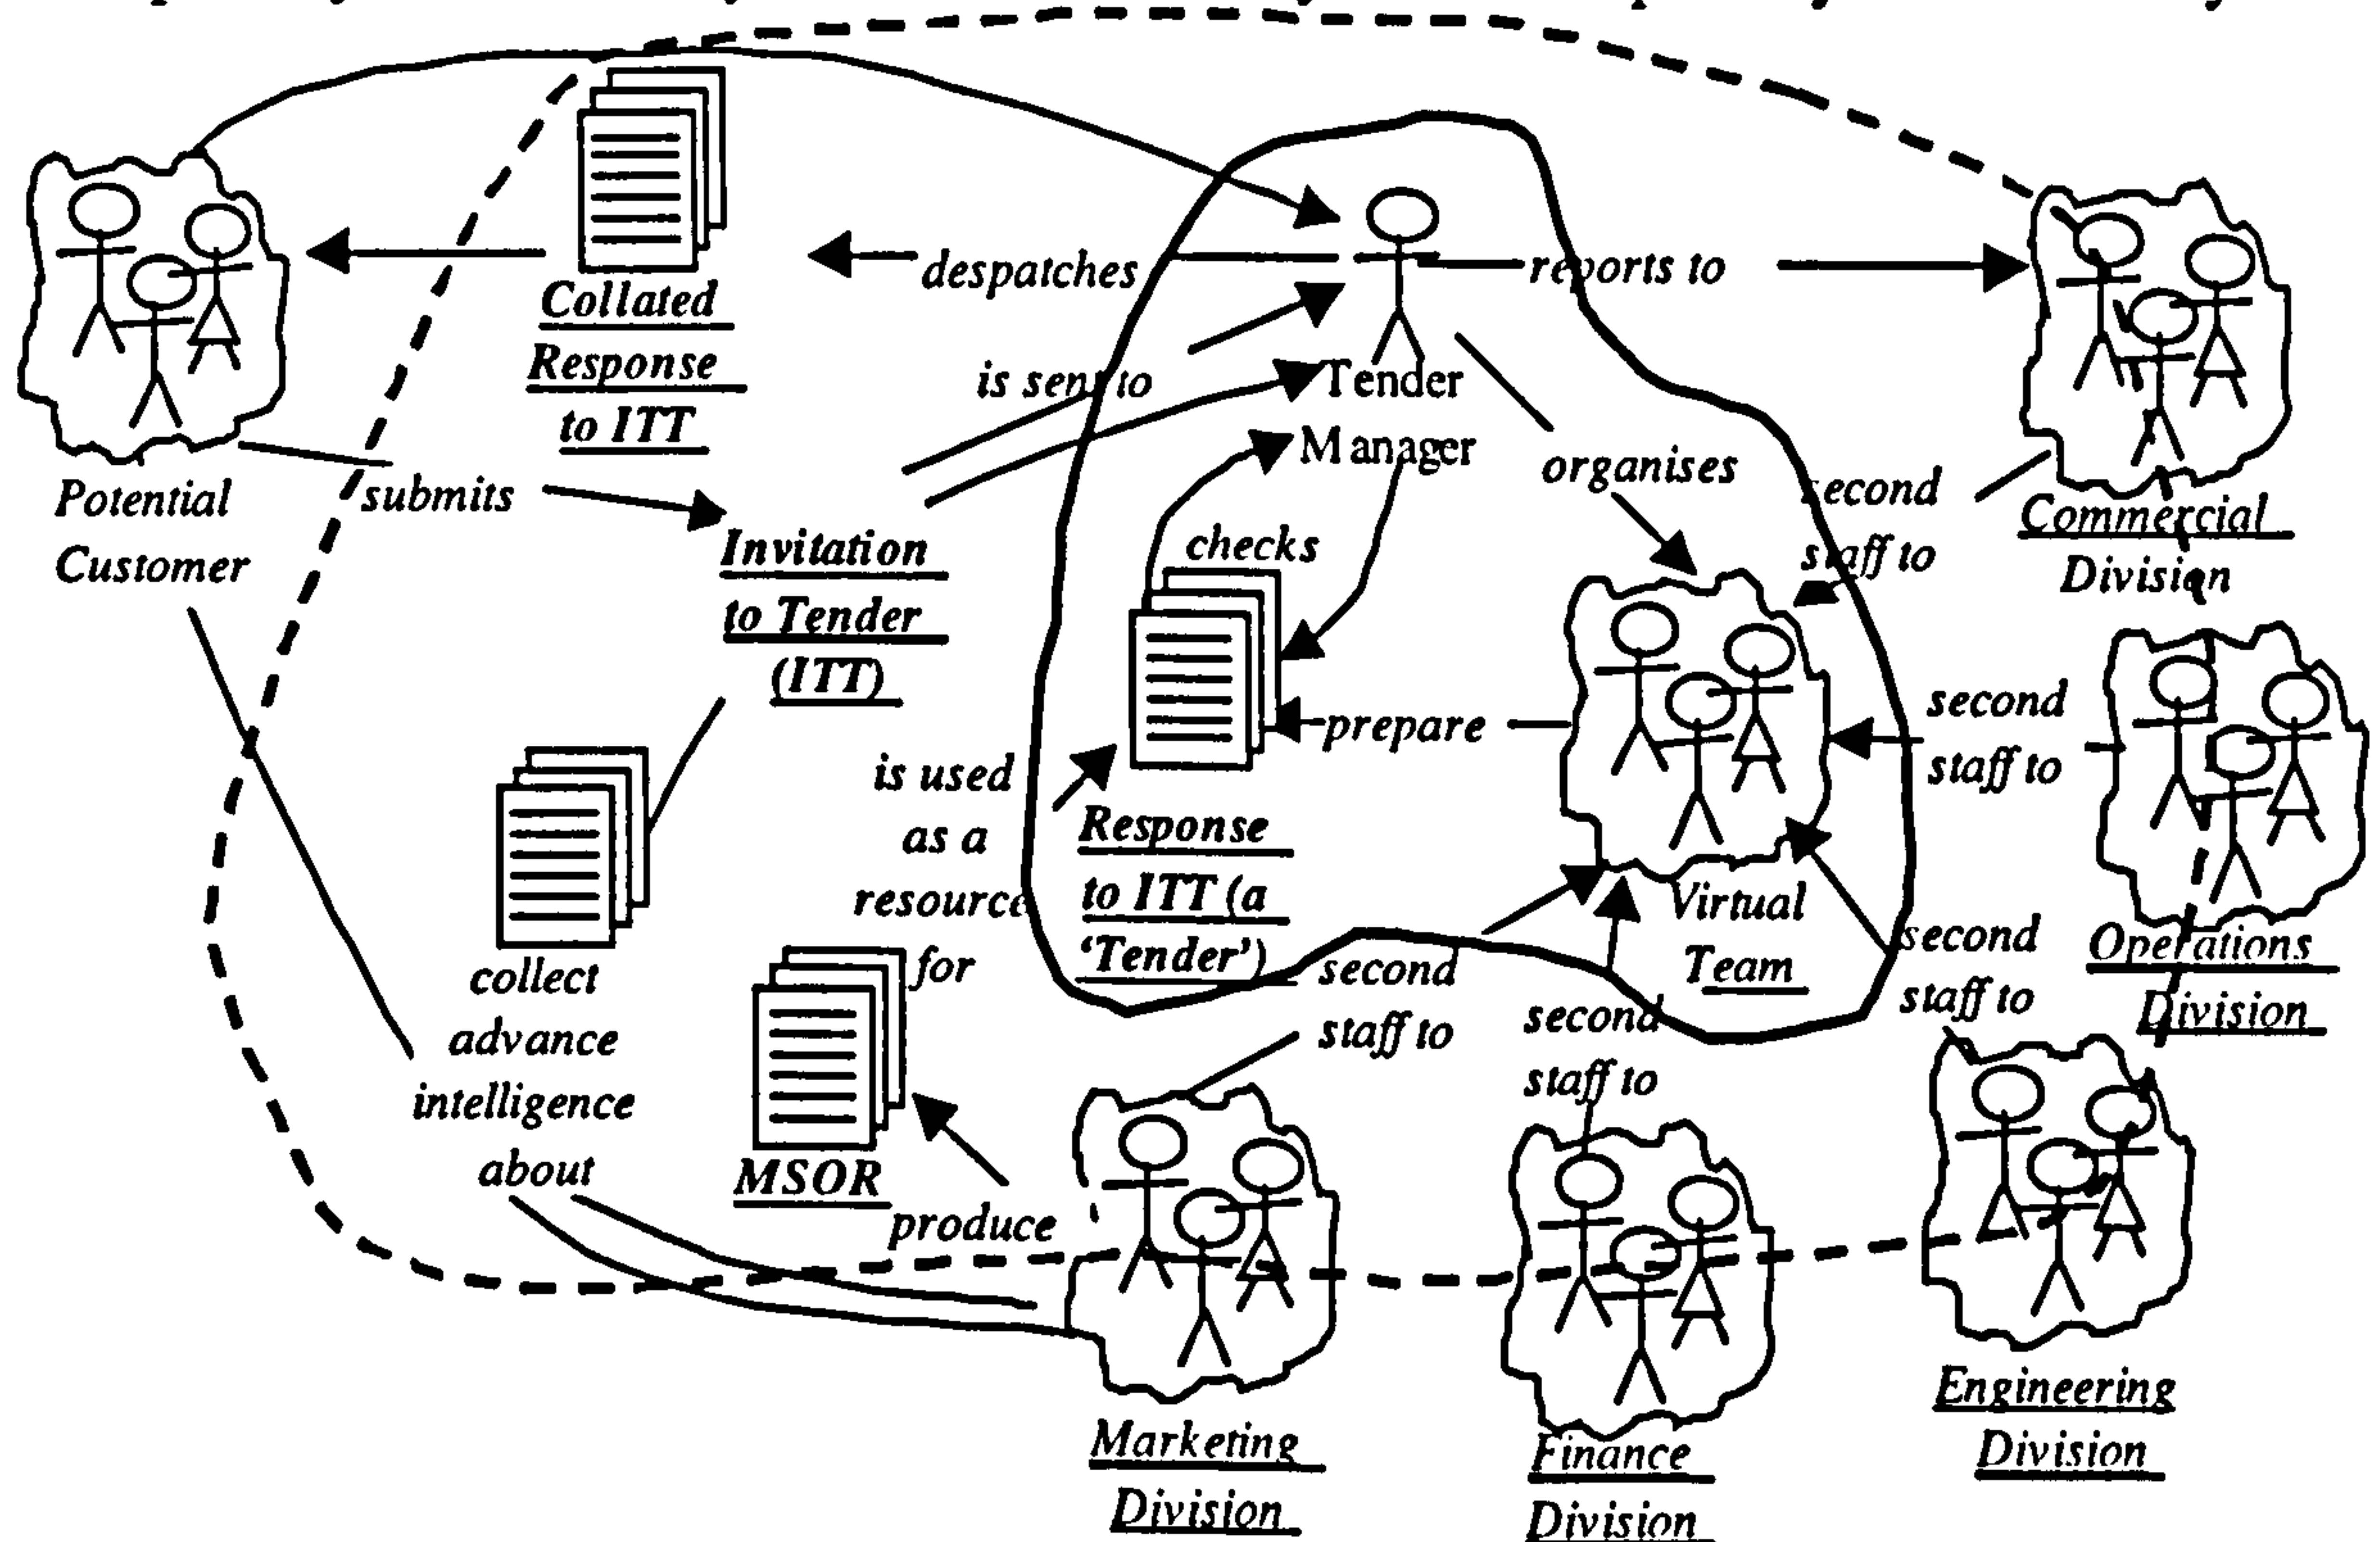 Collated
Response
to ITT
despatches
reports to
is sent to
Tender
Manager
organises
Potential
Customer
submits
Invitation
to Tender
(ITT)
checks
second
staff to
Commercial
Division
prepare
second
staff to
is used
as a
resource
for
Response
to ITT (a
'Tender')
Virtual
Team
second
staff to
Operations
Division
collect
advance
intelligence
about
second
staff to
second
staff to
MSOR
produce
Marketing
Division
Finance
Division
Engineering
Division